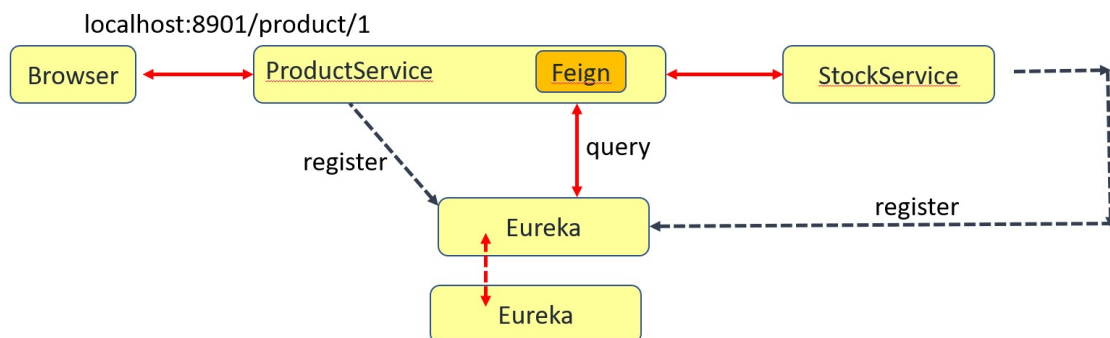 localhost:8901/product/1
Browser
ProductService
Feign
StockService
register
query
register
Eureka
Eureka